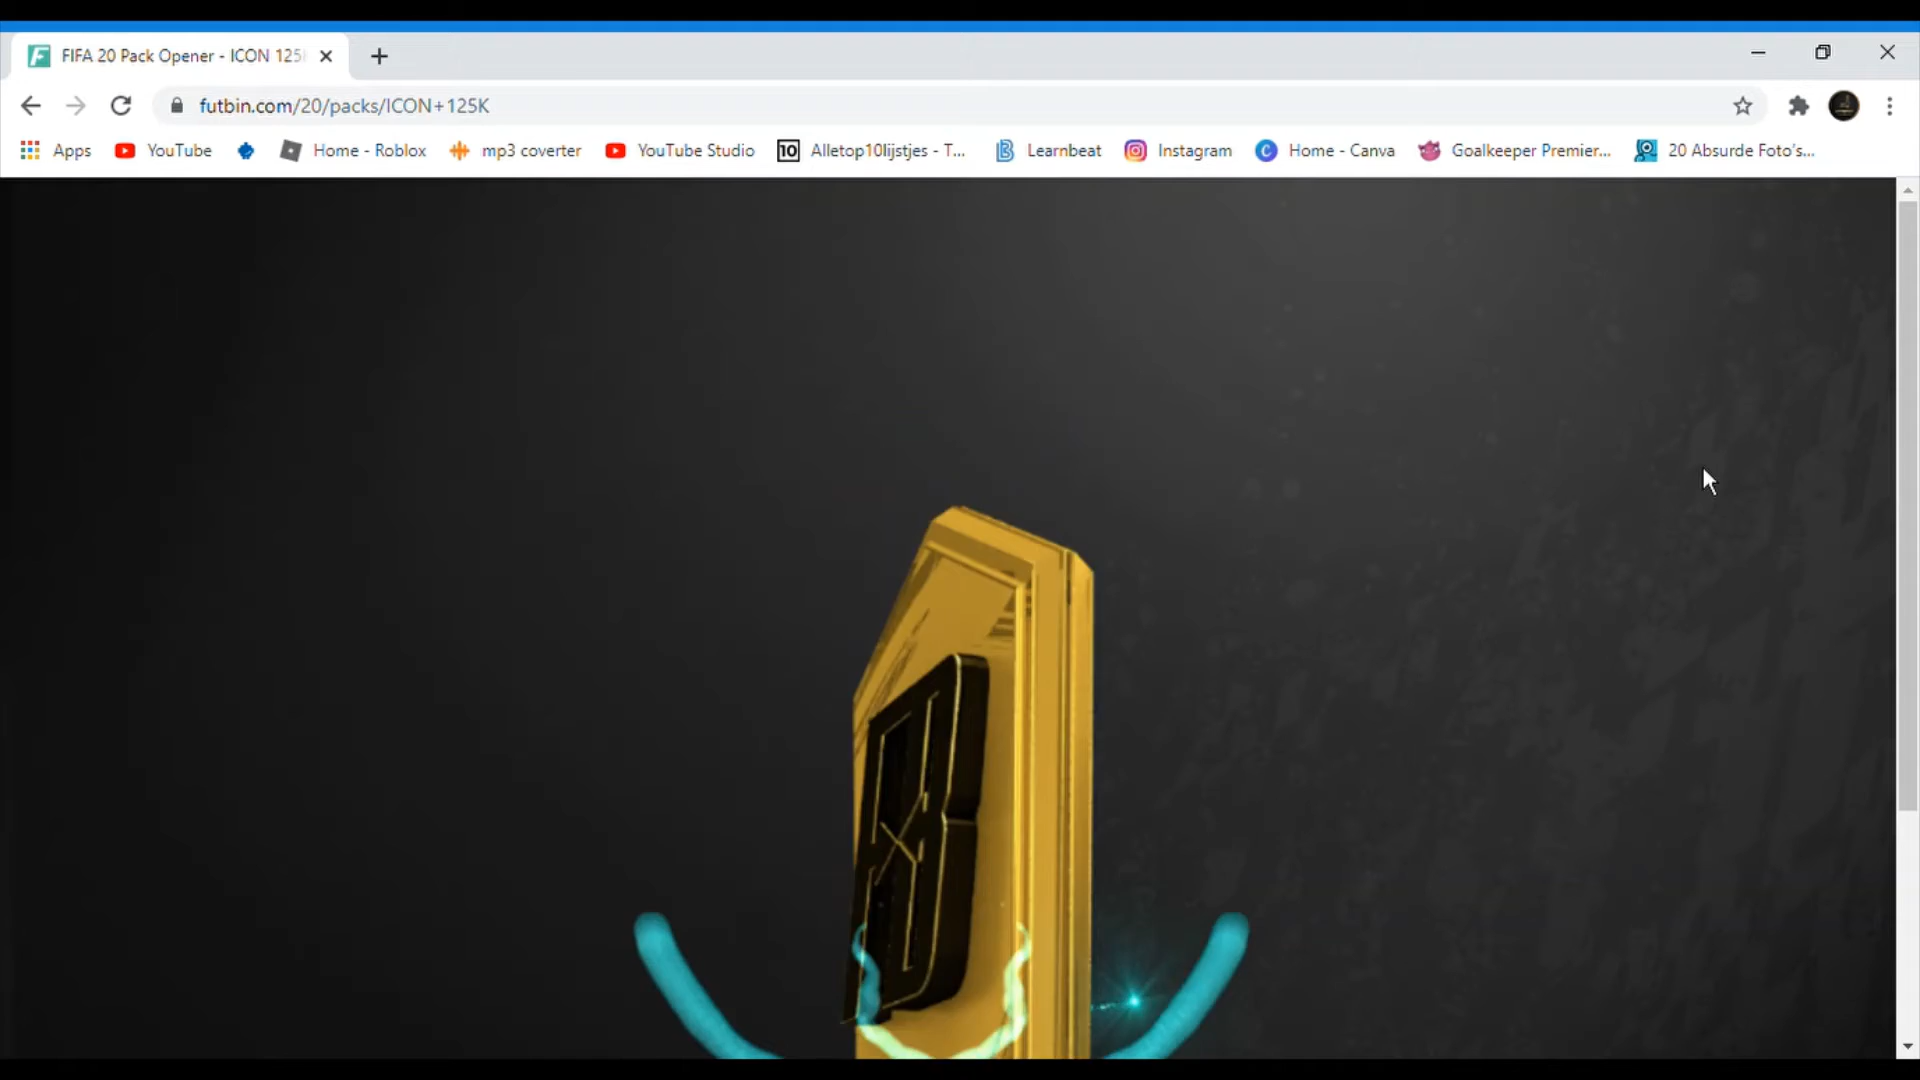 FIFA 20 Pack Opener - ICON 125
futbin.com/20/packs/ICON+125K
Apps YouTube Home - Roblox mp3 coverter YouTube Studio 10 Alletop10lijstjes - T... Learnbeat Instagram Home - Canva Goalkeeper Premier... 20 Absurde Foto's...